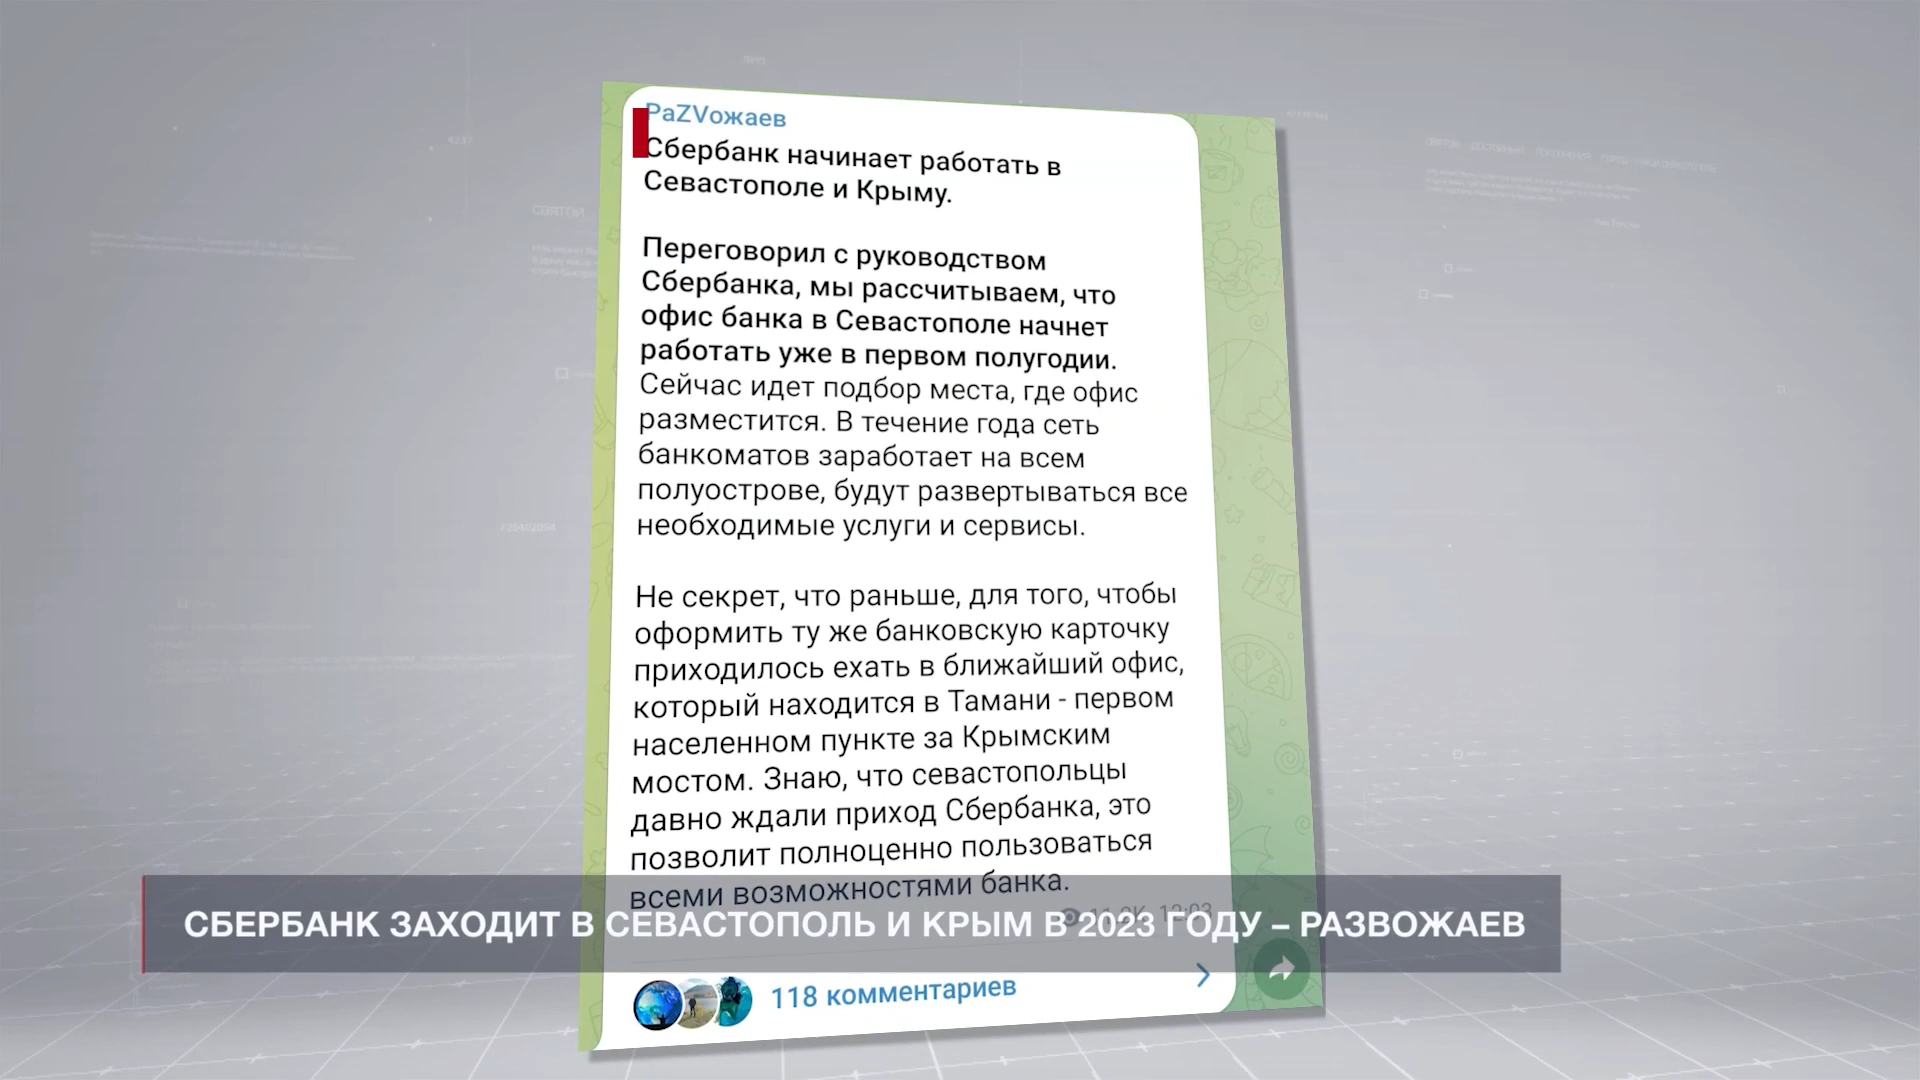 РаZVожаев
Сбербанк начинает работать в
Севастополе и Крыму.
Переговорил с руководством
Сбербанка, мы рассчитываем, что
офис банка в Севастополе начнет
работать уже в первом полугодии.
Сейчас идет подбор места, где офис
разместится. В течение года сеть
банкоматов заработает на всем
полуострове, будут развертываться все
необходимые услуги и сервисы.
Не секрет, что раньше, для того, чтобы
оформить ту же банковскую карточку
приходилось ехать в ближайший офис,
который находится в Тамани - первом
населенном пункте за Крымским
мостом. Знаю, что севастопольцы
давно ждали приход Сбербанка, это
позволит полноценно пользоваться
всеми возможностями банка.
СБЕРБАНК ЗАХОДИТ В СЕВАСТОПОЛЬ И КРЫМ В 2023 ГОДУ – РАЗВОЖАЕВ
118 комментариев